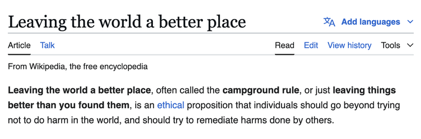 Leaving the world a better place
Add languages
Article Talk Read Edit View history Tools
From Wikipedia, the free encyclopedia
Leaving the world a better place, often called the campground rule, or just leaving things
better than you found them, is an ethical proposition that individuals should go beyond trying
not to do harm in the world, and should try to remediate harms done by others.